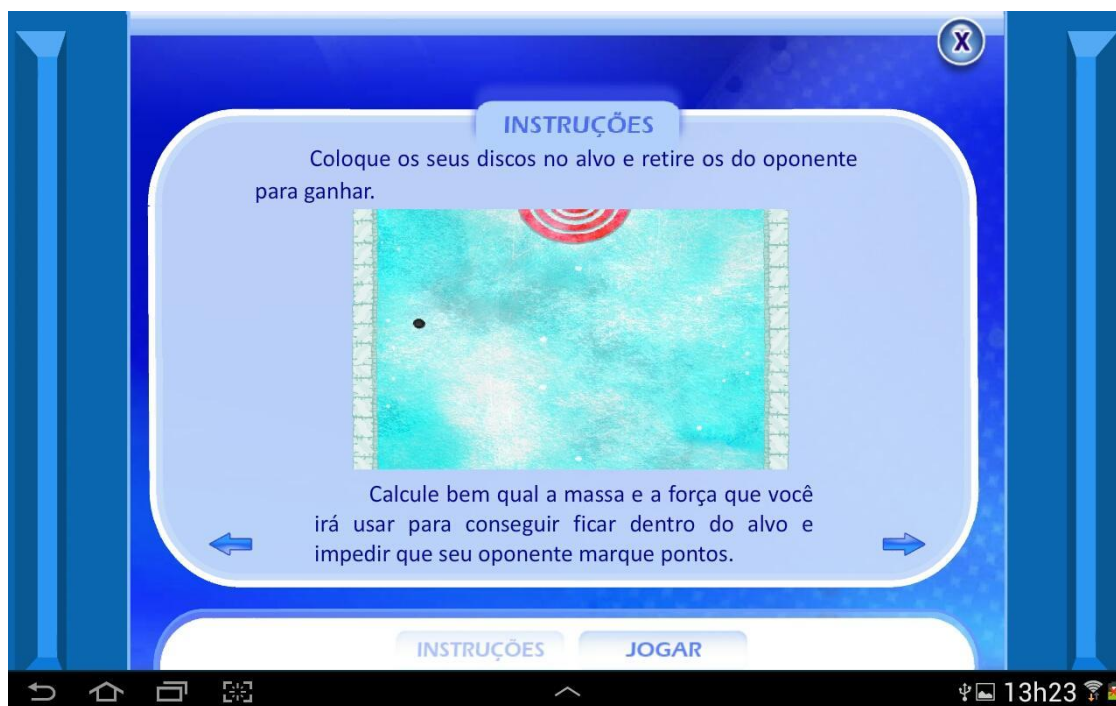 X
INSTRUÇÕES
Coloque os seus discos no alvo e retire os do oponente
para ganhar.
Calcule bem qual a massa e a força que você
irá usar para conseguir ficar dentro do alvo e
impedir que seu oponente marque pontos.
INSTRUÇÕES JOGAR
13h23